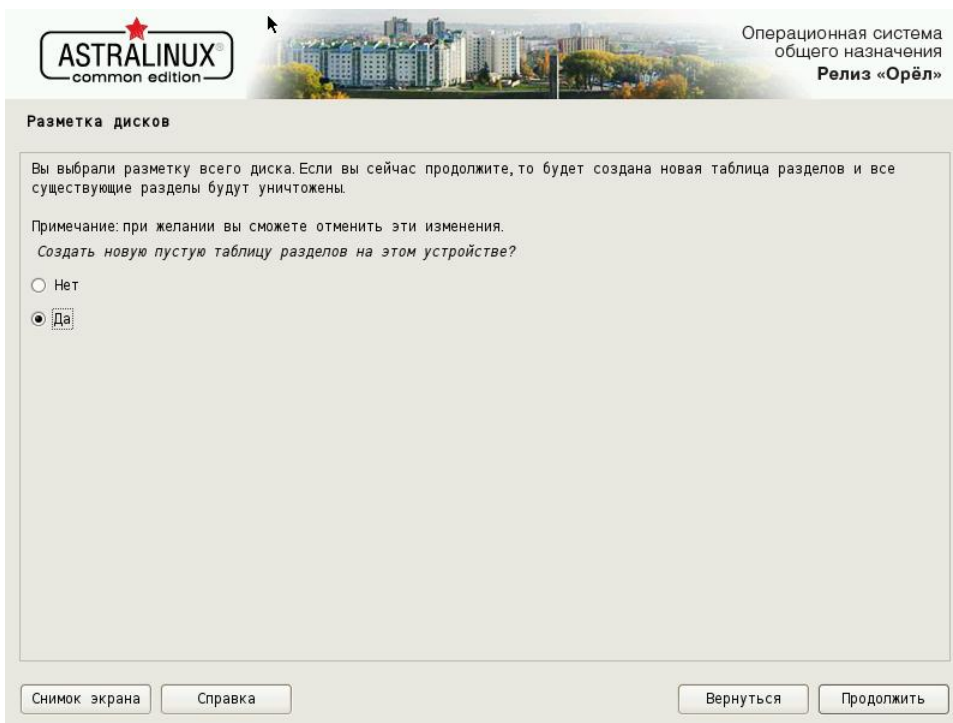 ASTRALINUX®
common edition
Операционная система
общего назначения
Релиз «Орёл»
Разметка дисков
Вы выбрали разметку всего диска. Если вы сейчас продолжите, то будет создана новая таблица разделов и все
существующие разделы будут уничтожены.
Примечание: при желании вы сможете отменить эти изменения.
Создать новую пустую таблицу разделов на этом устройстве?
Нет
Да
Снимок экрана
Справка
Вернуться
Продолжить